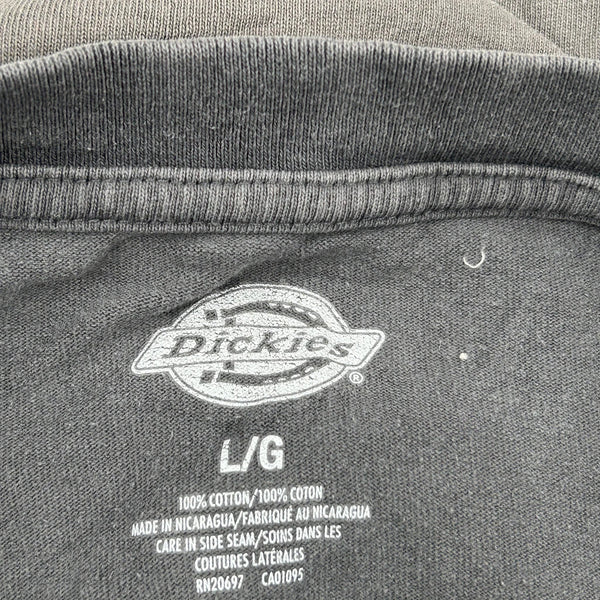 Dickies®
L/G
100% COTTON/100% COTON
MADE IN NICARAGUA/FABRIQUÉ AU NICARAGUA
CARE IN SIDE SEAM/SOINS DANS LES
COUTURES LATÉRALES
RN20697 CA01095